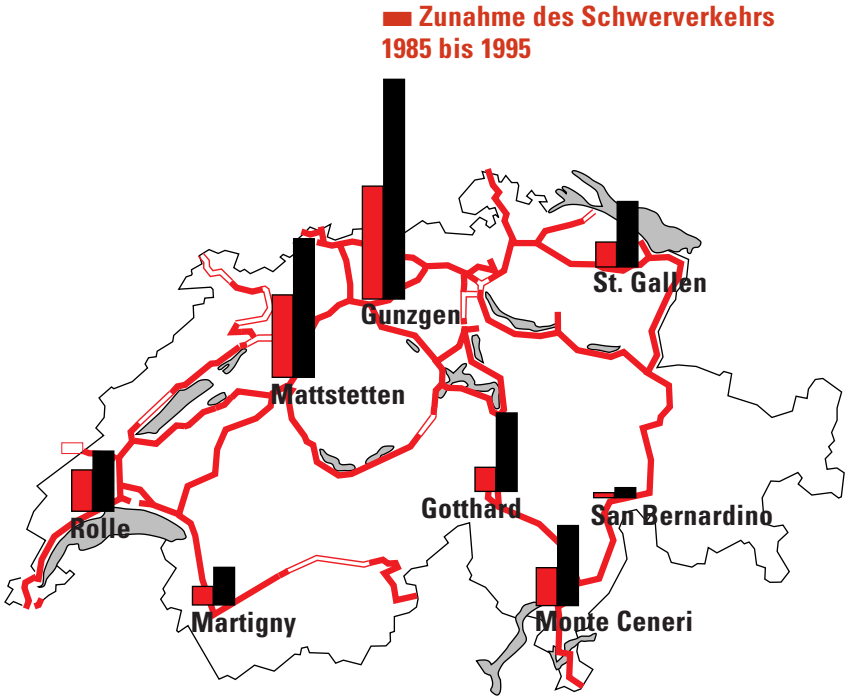 Zunahme des Schwerverkehrs
1985 bis 1995
St. Gallen
Gunzgen
Mattstetten
Gotthard
San Bernardino
Rolle
Martigny
Monte Ceneri